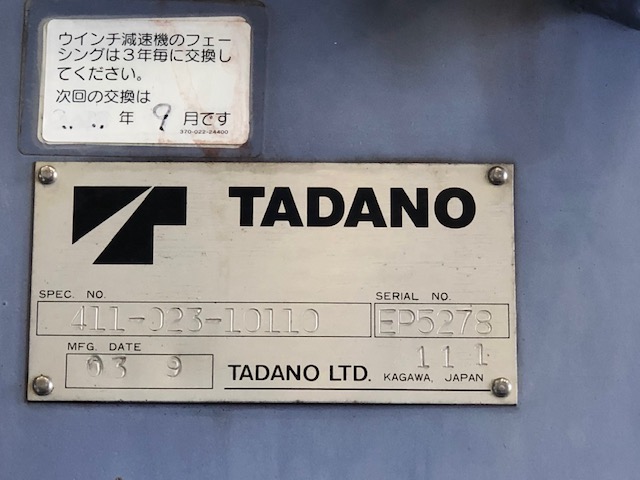 ウインチ減速機のフェー
シングは3年毎に交換し
てください。
次回の交換は
年 9 月です
370-022-24400
TADANO
SPEC. NO.
411-023-10110
SERIAL NO.
EP5278
MFG. DATE
03 9
TADANO LTD.
111
KAGAWA, JAPAN